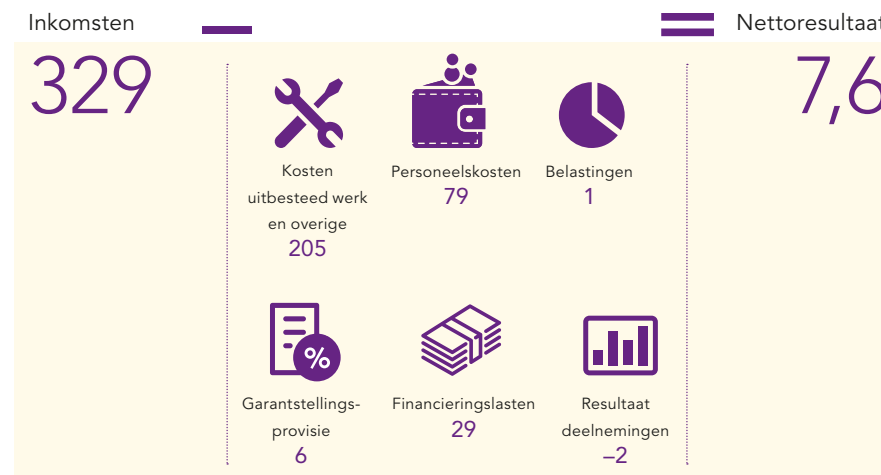 Inkomsten
Nettoresultaat
329
7,6
Kosten
uitbesteed werk
en overige
205
Personeelskosten
79
Belastingen
1
%
Garantstellings-
provisie
6
Financieringslasten
29
Resultaat
deelnemingen
–2